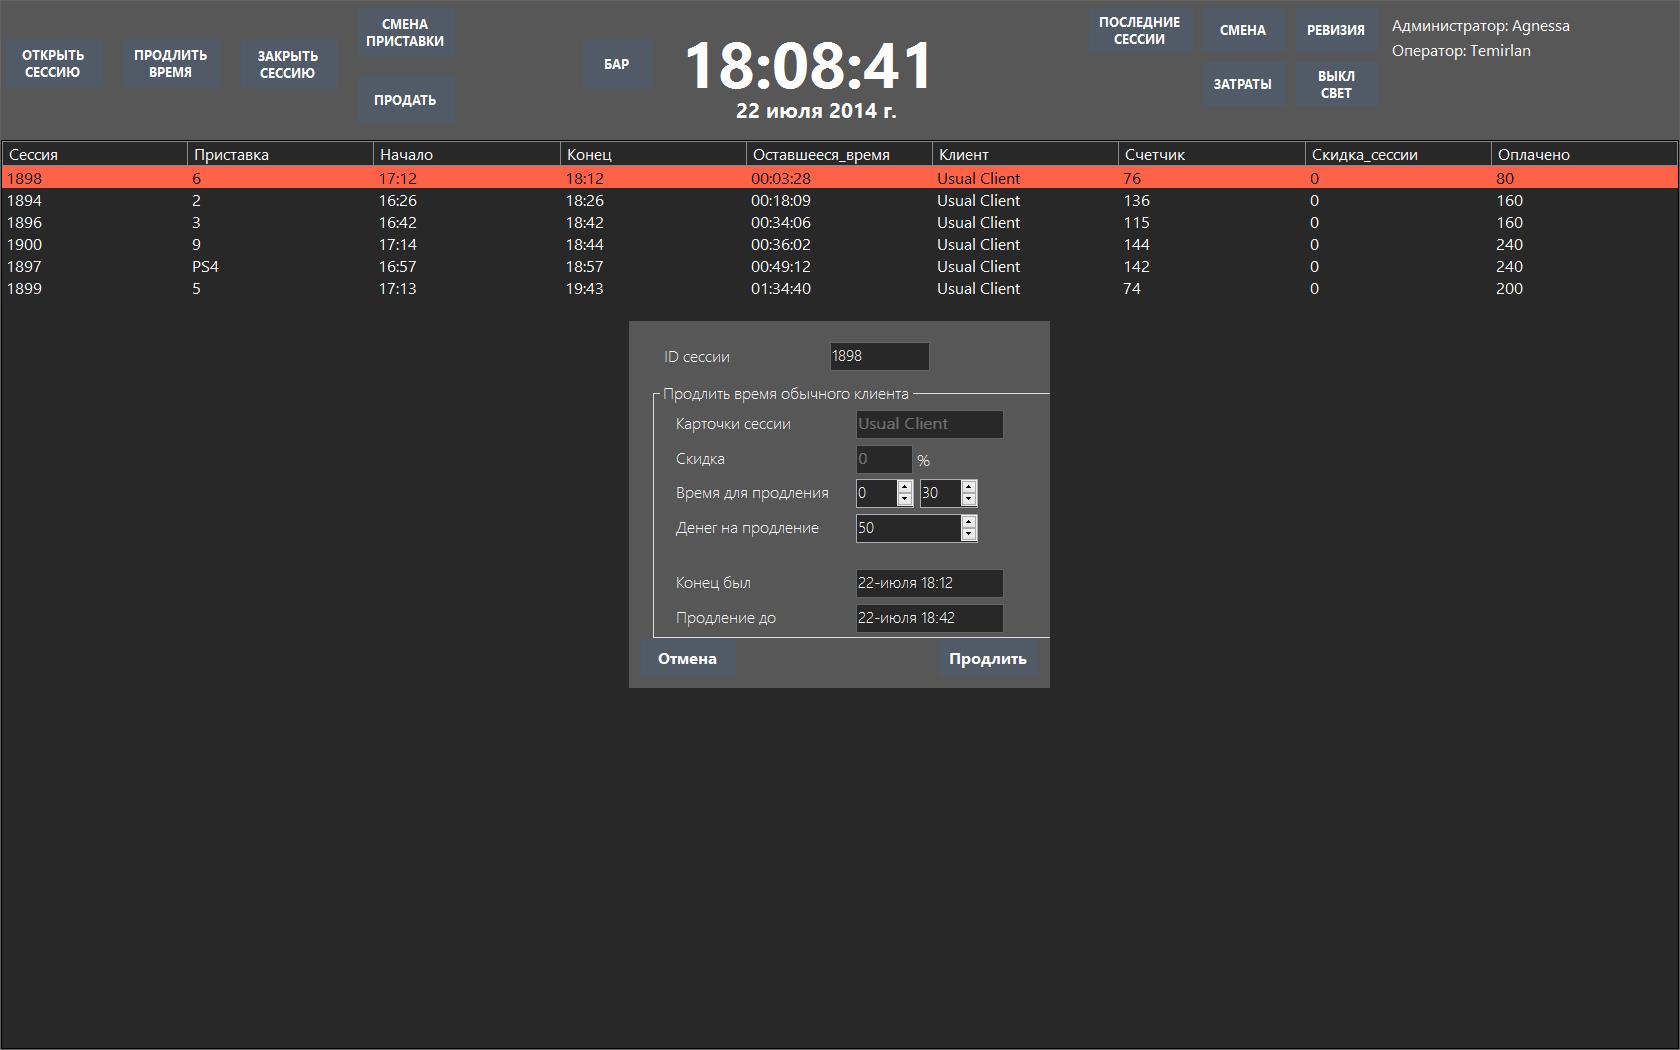 ОТКРЫТЬ
СЕССИЮ
ПРОДЛИТЬ
ВРЕМЯ
ЗАКРЫТЬ
СЕССИЮ
СМЕНА
ПРИСТАВКИ
ПРОДАТЬ
БАР
18:08:41
22 июля 2014 г.
ПОСЛЕДНИЕ
СЕССИИ
СМЕНА
РЕВИЗИЯ
ЗАТРАТЫ
ВЫКЛ
СВЕТ
Администратор: Agnessa
Оператор: Temirlan
Сессия Приставка Начало Конец Оставшееся_время Клиент Счетчик Скидка_сессии Оплачено
1898 6 17:12 18:12 00:03:28 Usual Client 76 0 80
1894 2 16:26 18:26 00:18:09 Usual Client 136 0 160
1896 3 16:42 18:42 00:34:06 Usual Client 115 0 160
1900 9 17:14 18:44 00:36:02 Usual Client 144 0 240
1897 PS4 16:57 18:57 00:49:12 Usual Client 142 0 240
1899 5 17:13 19:43 01:34:40 Usual Client 74 0 200
ID сессии 1898
Продлить время обычного клиента
Карточки сессии Usual Client
Скидка 0 %
Время для продления 0 30
Денег на продление 50
Конец был 22-июля 18:12
Продление до 22-июля 18:42
Отмена Продлить